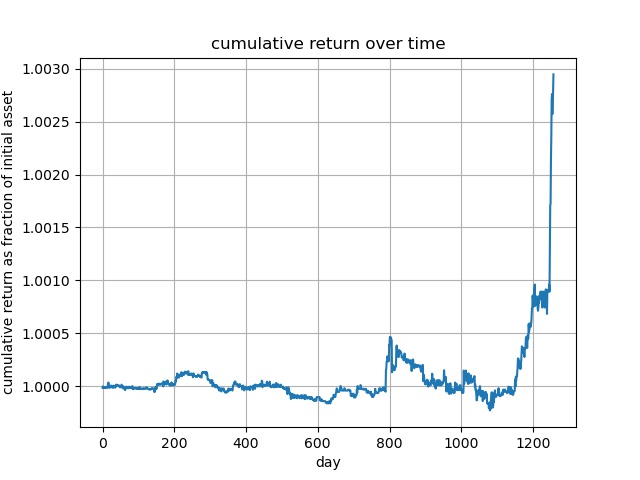 cumulative return over time
cumulative return as fraction of initial asset
1.0030
1.0025
1.0020
1.0015
1.0010
1.0005
1.0000
0 200 400 600 800 1000 1200
day